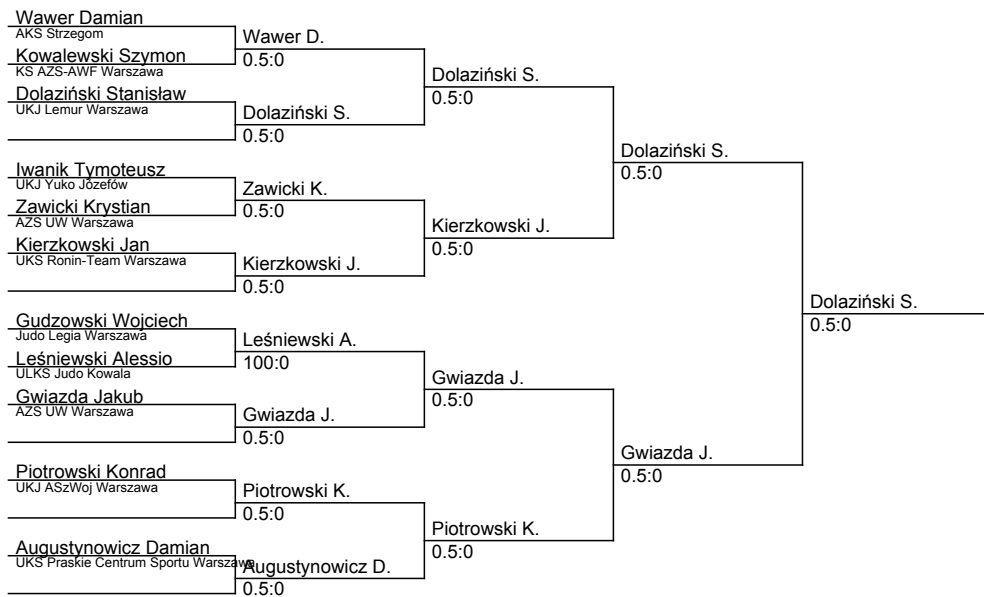 Wawer Damian
AKS Strzegom
Kowalewski Szymon
KS AZS-AWF Warszawa
Dolaziński Stanisław
UKJ Lemur Warszawa
Iwanik Tymoteusz
UKJ Yuko Józefów
Zawicki Krystian
AZS UW Warszawa
Kierzkowski Jan
UKS Ronin-Team Warszawa
Gudzowski Wojciech
Judo Legia Warszawa
Leśniewski Alessio
ULKS Judo Kowala
Gwiazda Jakub
AZS UW Warszawa
Piotrowski Konrad
UKJ ASzWoj Warszawa
Augustynowicz Damian
UKS Praskie Centrum Sportu Warszawa
Wawer D.
0.5:0
Dolaziński S.
0.5:0
Zawicki K.
0.5:0
Kierzkowski J.
0.5:0
Leśniewski A.
100:0
Gwiazda J.
0.5:0
Piotrowski K.
0.5:0
Augustynowicz D.
0.5:0
Dolaziński S.
0.5:0
Kierzkowski J.
0.5:0
Gwiazda J.
0.5:0
Piotrowski K.
0.5:0
Dolaziński S.
0.5:0
Gwiazda J.
0.5:0
Dolaziński S.
0.5:0